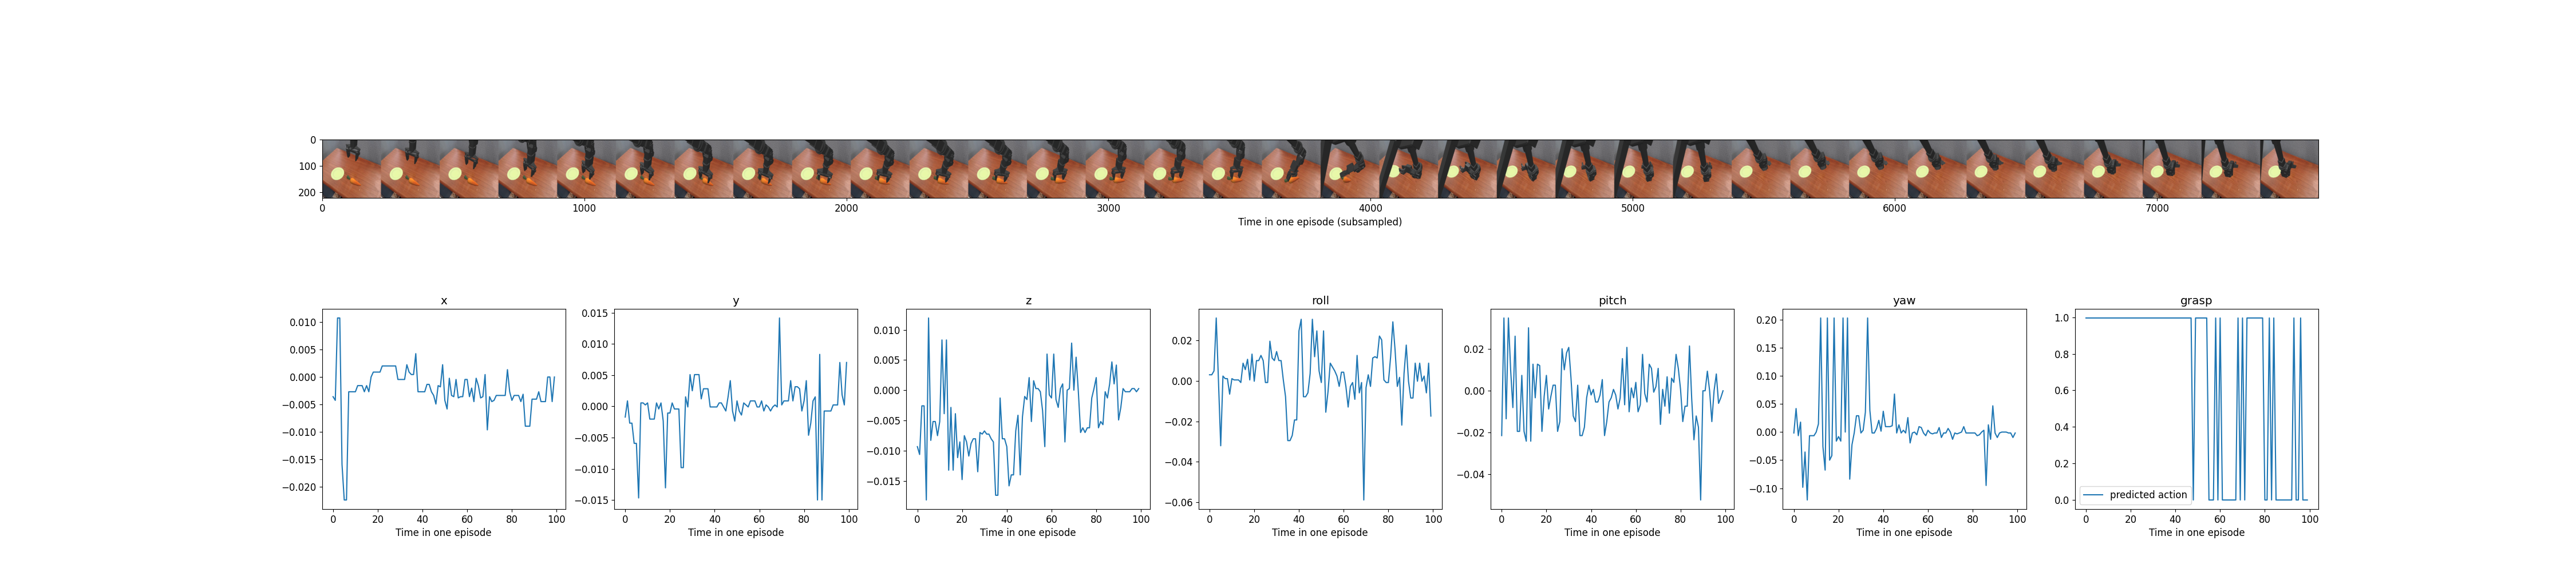 0
100
200
0 1000 2000 3000 4000 5000 6000 7000
Time in one episode (subsampled)
x
0.010
0.005
0.000
−0.005
−0.010
−0.015
−0.020
0 20 40 60 80 100
Time in one episode
y
0.015
0.010
0.005
0.000
−0.005
−0.010
−0.015
0 20 40 60 80 100
Time in one episode
z
0.010
0.005
0.000
−0.005
−0.010
−0.015
0 20 40 60 80 100
Time in one episode
roll
0.02
0.00
−0.02
−0.04
−0.06
0 20 40 60 80 100
Time in one episode
pitch
0.02
0.00
−0.02
−0.04
0 20 40 60 80 100
Time in one episode
yaw
0.20
0.15
0.10
0.05
0.00
−0.05
−0.10
0 20 40 60 80 100
Time in one episode
grasp
1.0
0.8
0.6
0.4
0.2
0.0
predicted action
0 20 40 60 80 100
Time in one episode